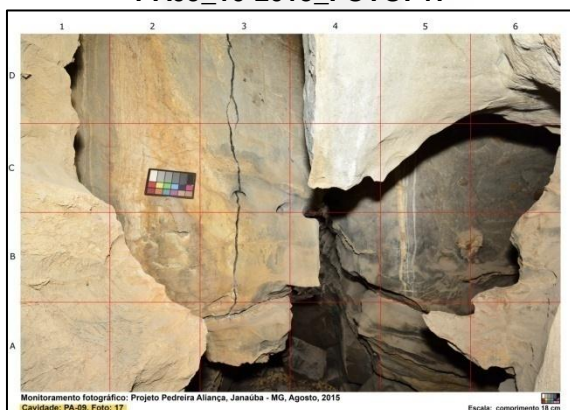 1 2 3 4 5 6
D
C
B
A
Monitoramento fotográfico: Projeto Pedreira Aliança, Janaúba - MG, Agosto, 2015
Cavidade: PA-09, Foto: 17
Escala: comprimento 18 cm